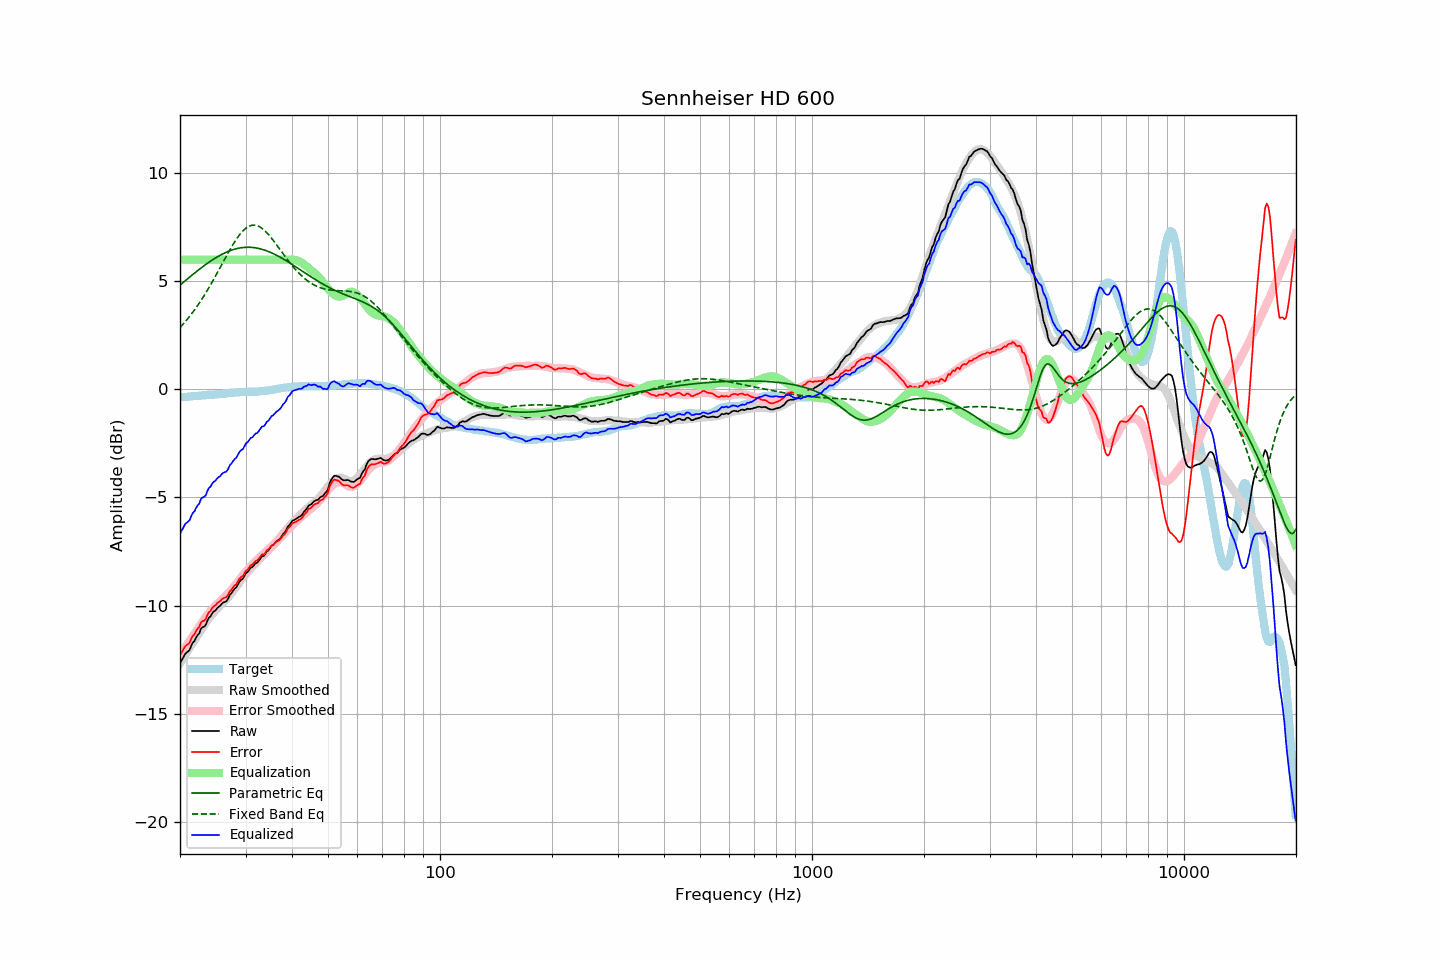 Sennheiser HD 600
Amplitude (dBr)
10
5
0
−5
−10
−15
−20
Target
Raw Smoothed
Error Smoothed
Raw
Error
Equalization
Parametric Eq
Fixed Band Eq
Equalized
100
1000
10000
Frequency (Hz)